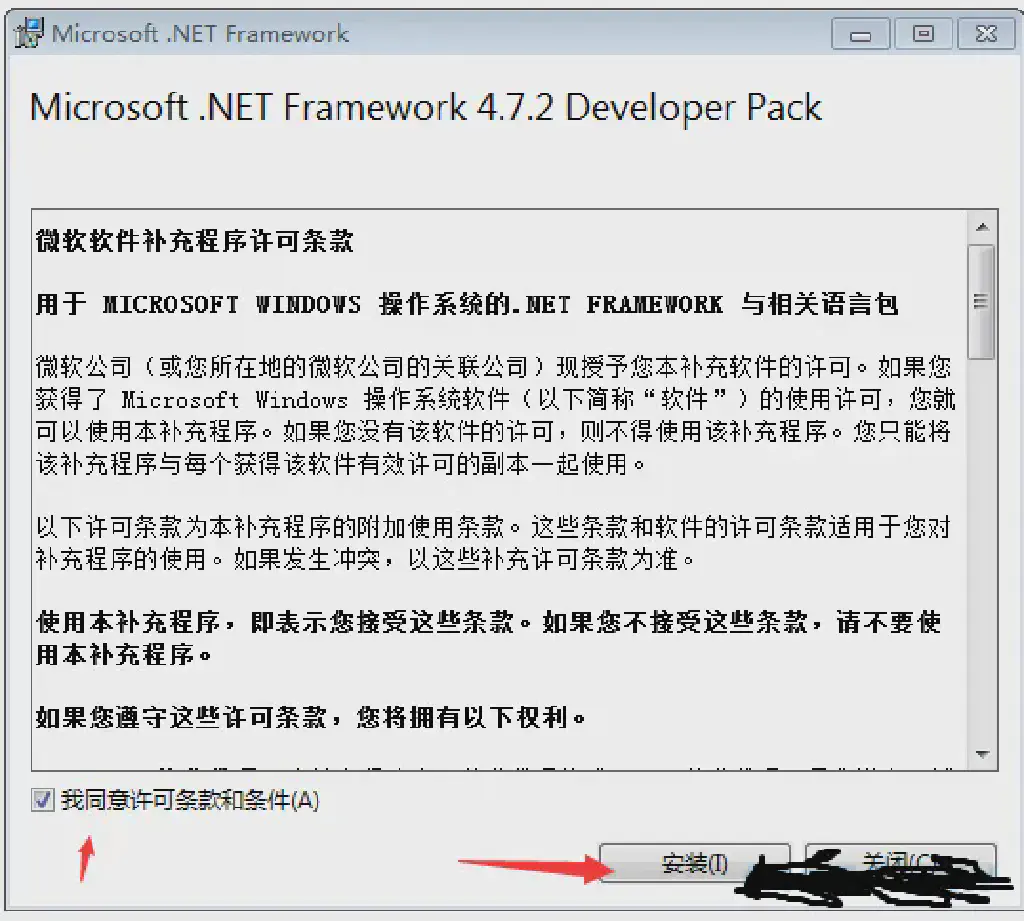 Microsoft .NET Framework
Microsoft .NET Framework 4.7.2 Developer Pack
微软软件补充程序许可条款
用于 MICROSOFT WINDOWS 操作系统的.NET FRAMEWORK 与相关语言包
微软公司（或您所在地的微软公司的关联公司）现授予您本补充软件的许可。如果您
获得了 Microsoft Windows 操作系统软件（以下简称“软件”）的使用许可，您就
可以使用本补充程序。如果您没有该软件的许可，则不得使用该补充程序。您只能将
该补充程序与每个获得该软件有效许可的副本一起使用。
以下许可条款为本补充程序的附加使用条款。这些条款和软件的许可条款适用于您对
补充程序的使用。如果发生冲突，以这些补充许可条款为准。
使用本补充程序，即表示您接受这些条款。如果您不接受这些条款，请不要使
用本补充程序。
如果您遵守这些许可条款，您将拥有以下权利。
我同意许可条款和条件(A)
安装(I)
关闭(C)